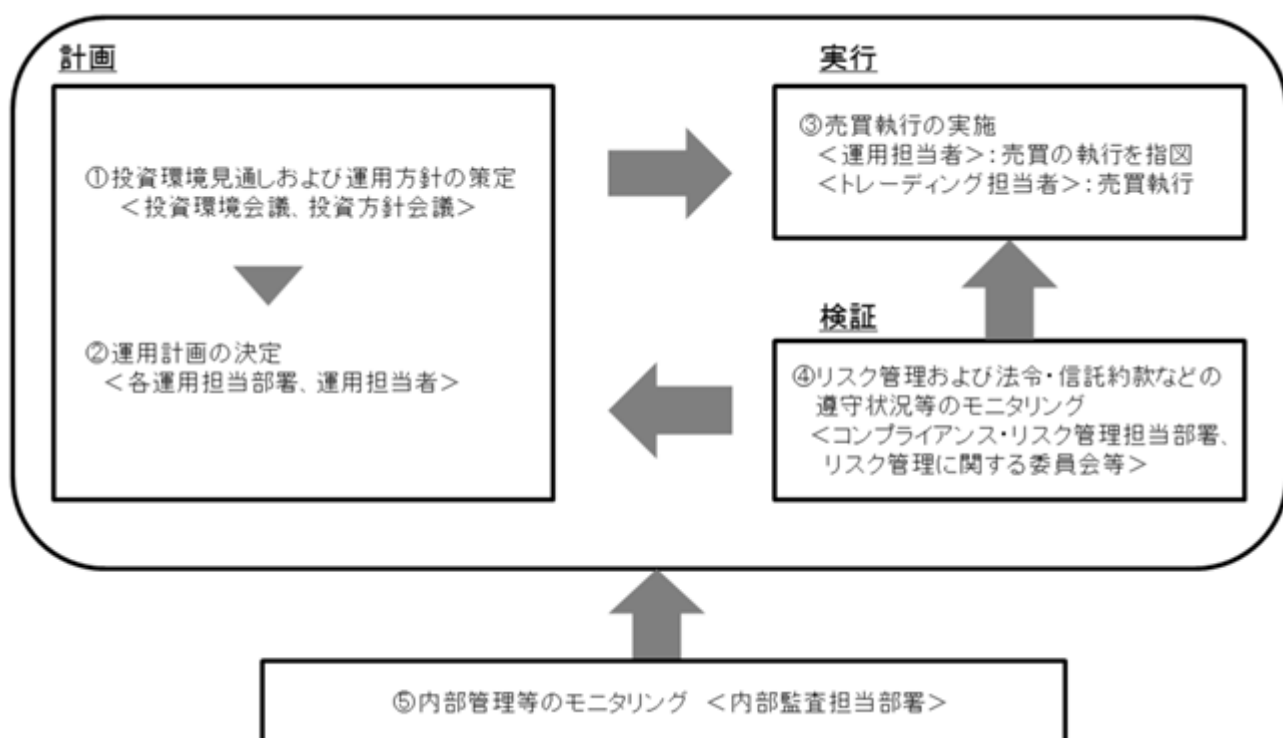 計画
①投資環境見通しおよび運用方針の策定
<投資環境会議、投資方針会議>
②運用計画の決定
<各運用担当部署、運用担当者>
実行
③売買執行の実施
<運用担当者>:売買の執行を指図
<トレーディング担当者>:売買執行
検証
④リスク管理および法令・信託約款などの
遵守状況等のモニタリング
<コンプライアンス・リスク管理担当部署、
リスク管理に関する委員会等>
⑤内部管理等のモニタリング <内部監査担当部署>